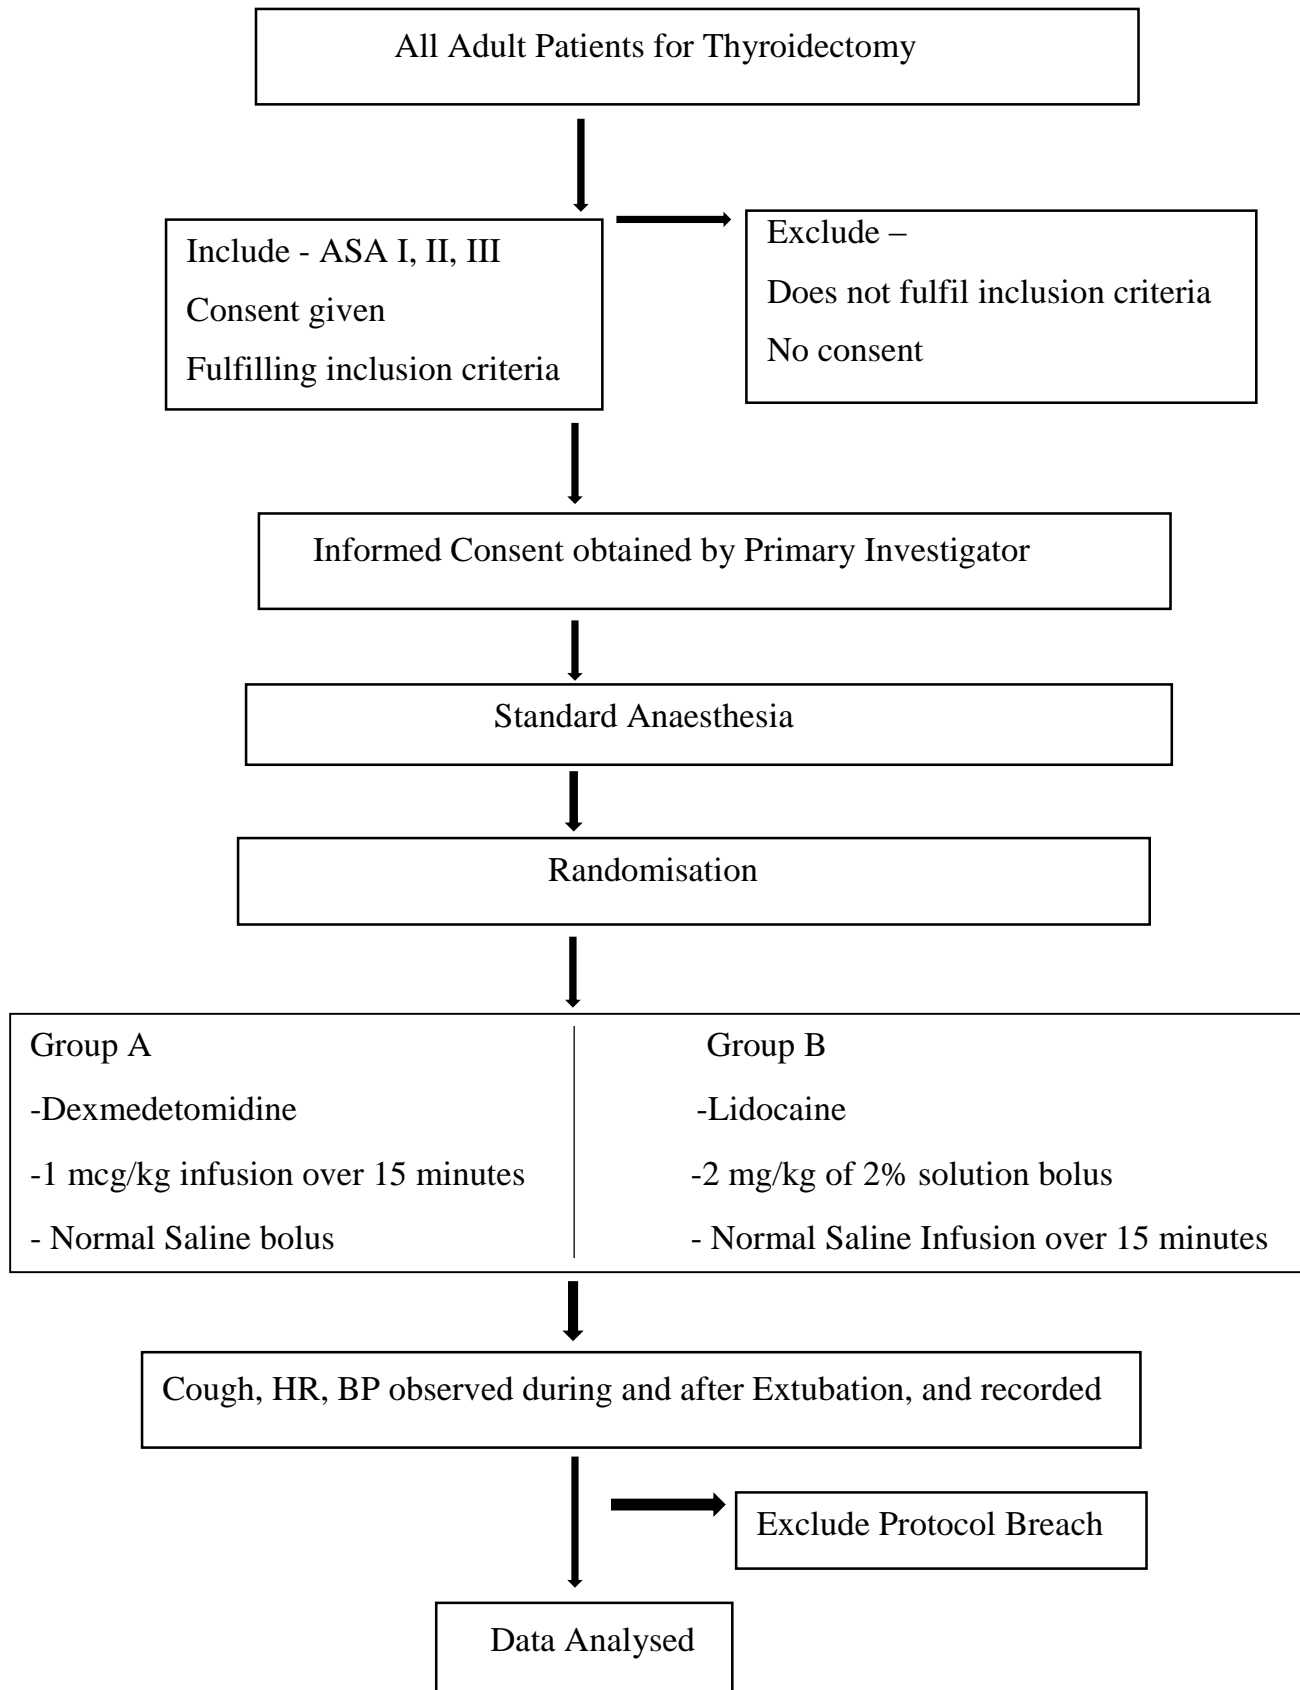 All Adult Patients for Thyroidectomy
Include - ASA I, II, III
Consent given
Fulfilling inclusion criteria
Exclude –
Does not fulfil inclusion criteria
No consent
Informed Consent obtained by Primary Investigator
Standard Anaesthesia
Randomisation
Group A
-Dexmedetomidine
-1 mcg/kg infusion over 15 minutes
- Normal Saline bolus
Group B
-Lidocaine
-2 mg/kg of 2% solution bolus
- Normal Saline Infusion over 15 minutes
Cough, HR, BP observed during and after Extubation, and recorded
Exclude Protocol Breach
Data Analysed